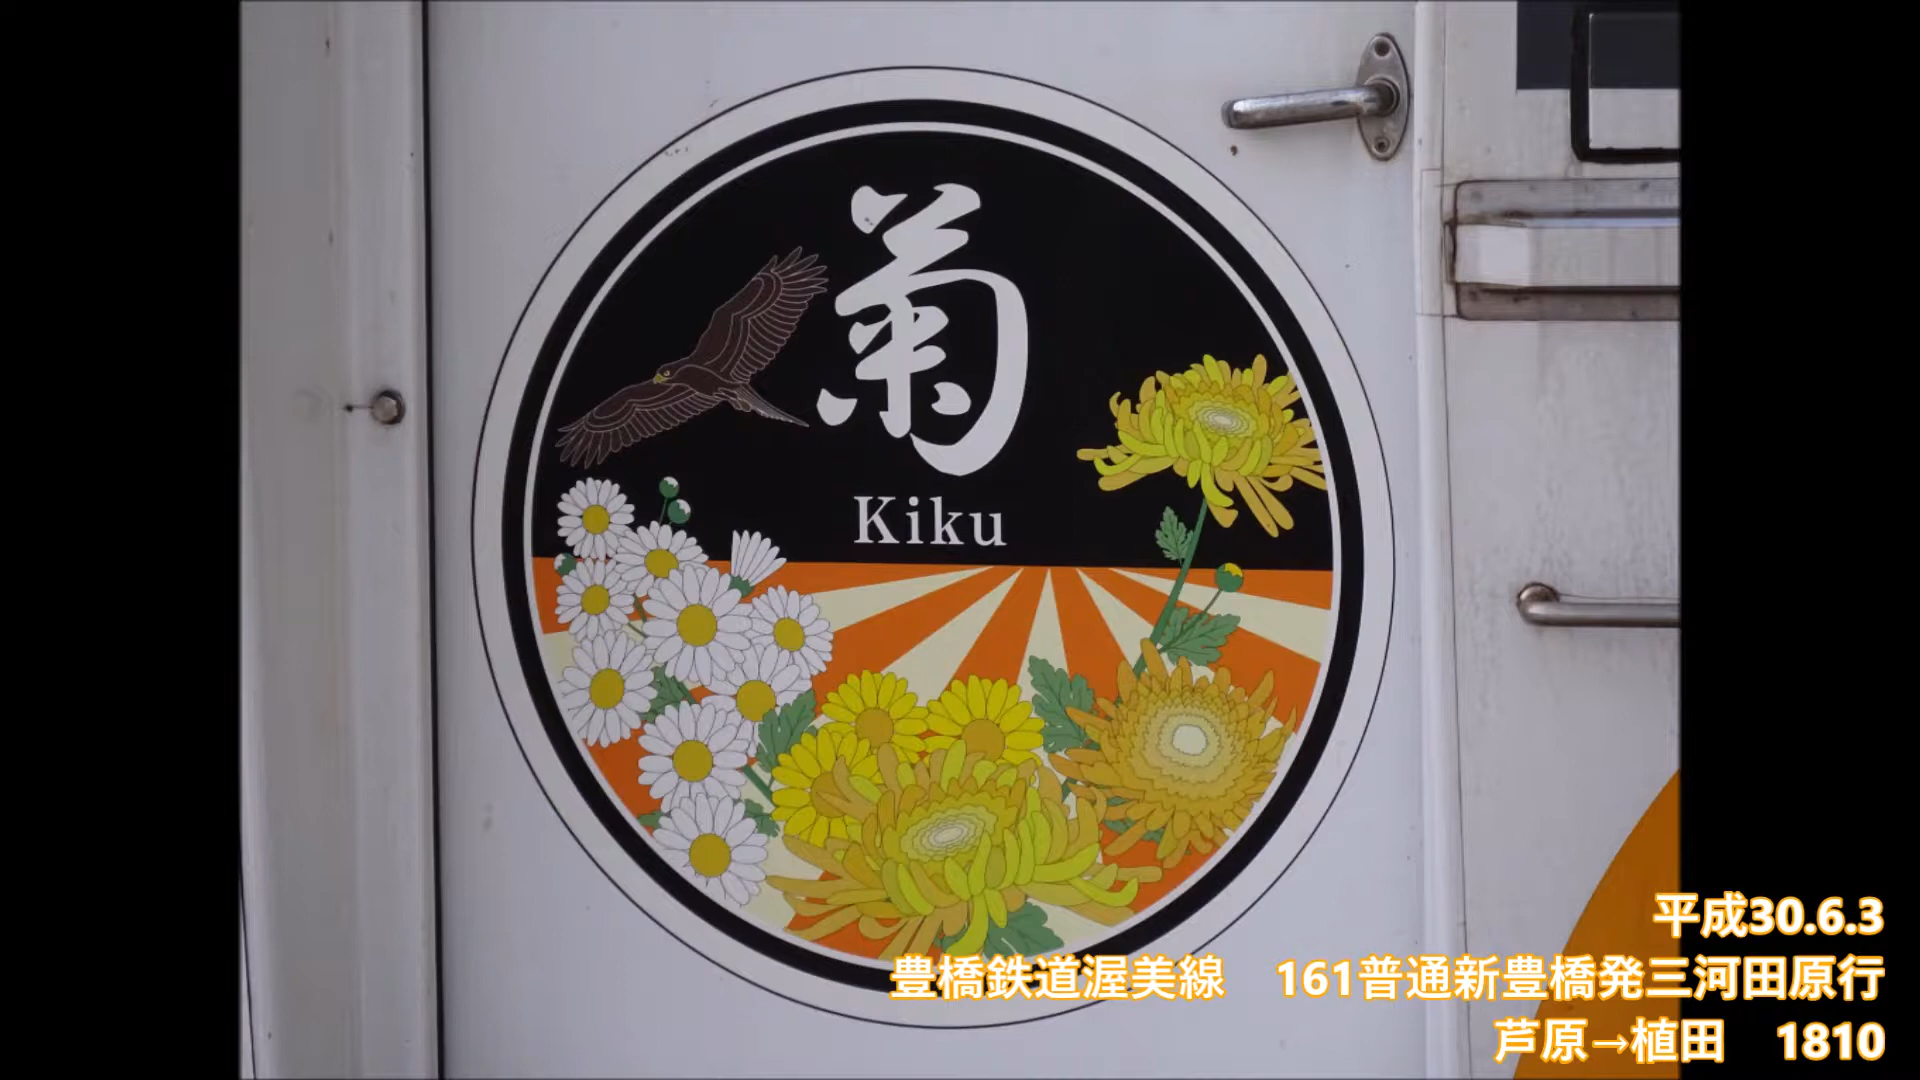 菊
Kiku
平成30.6.3
豊橋鉄道渥美線　161普通新豊橋発三河田原行
芦原→植田　1810